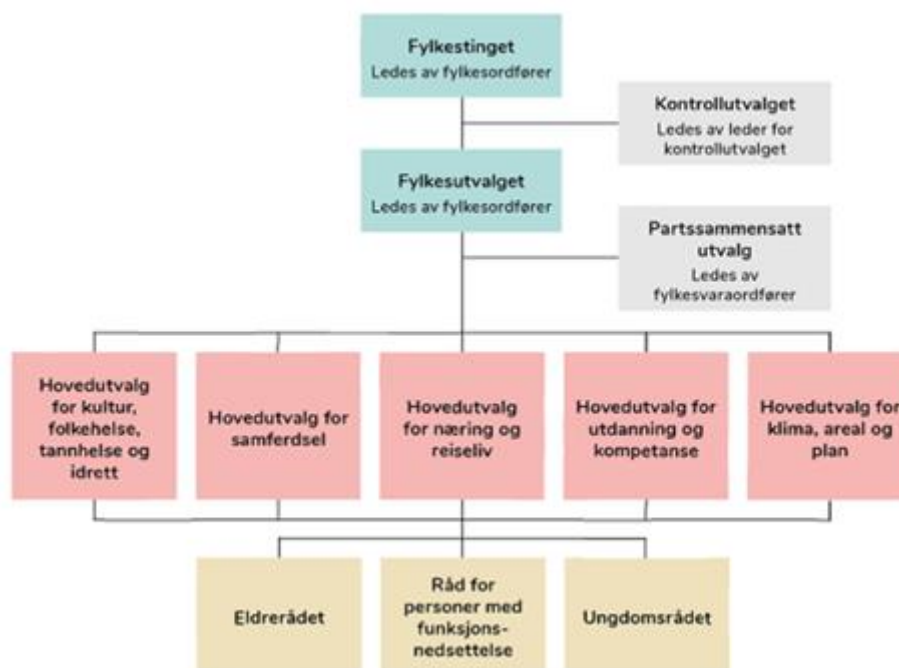 Fylkestinget
Ledes av fylkesordfører
Kontrollutvalget
Ledes av leder for
kontrollutvalget
Fylkesutvalget
Ledes av fylkesordfører
Partssammensatt
utvalg
Ledes av
fylkesvaraordfører
Hovedutvalg
for kultur,
folkehelse,
tannhelse og
idrett
Hovedutvalg for
samferdsel
Hovedutvalg
for næring og
reiseliv
Hovedutvalg for
utdanning og
kompetanse
Hovedutvalg for
klima, areal og
plan
Eldrerådet
Råd for
personer med
funksjons-
nedsettelse
Ungdomsrådet